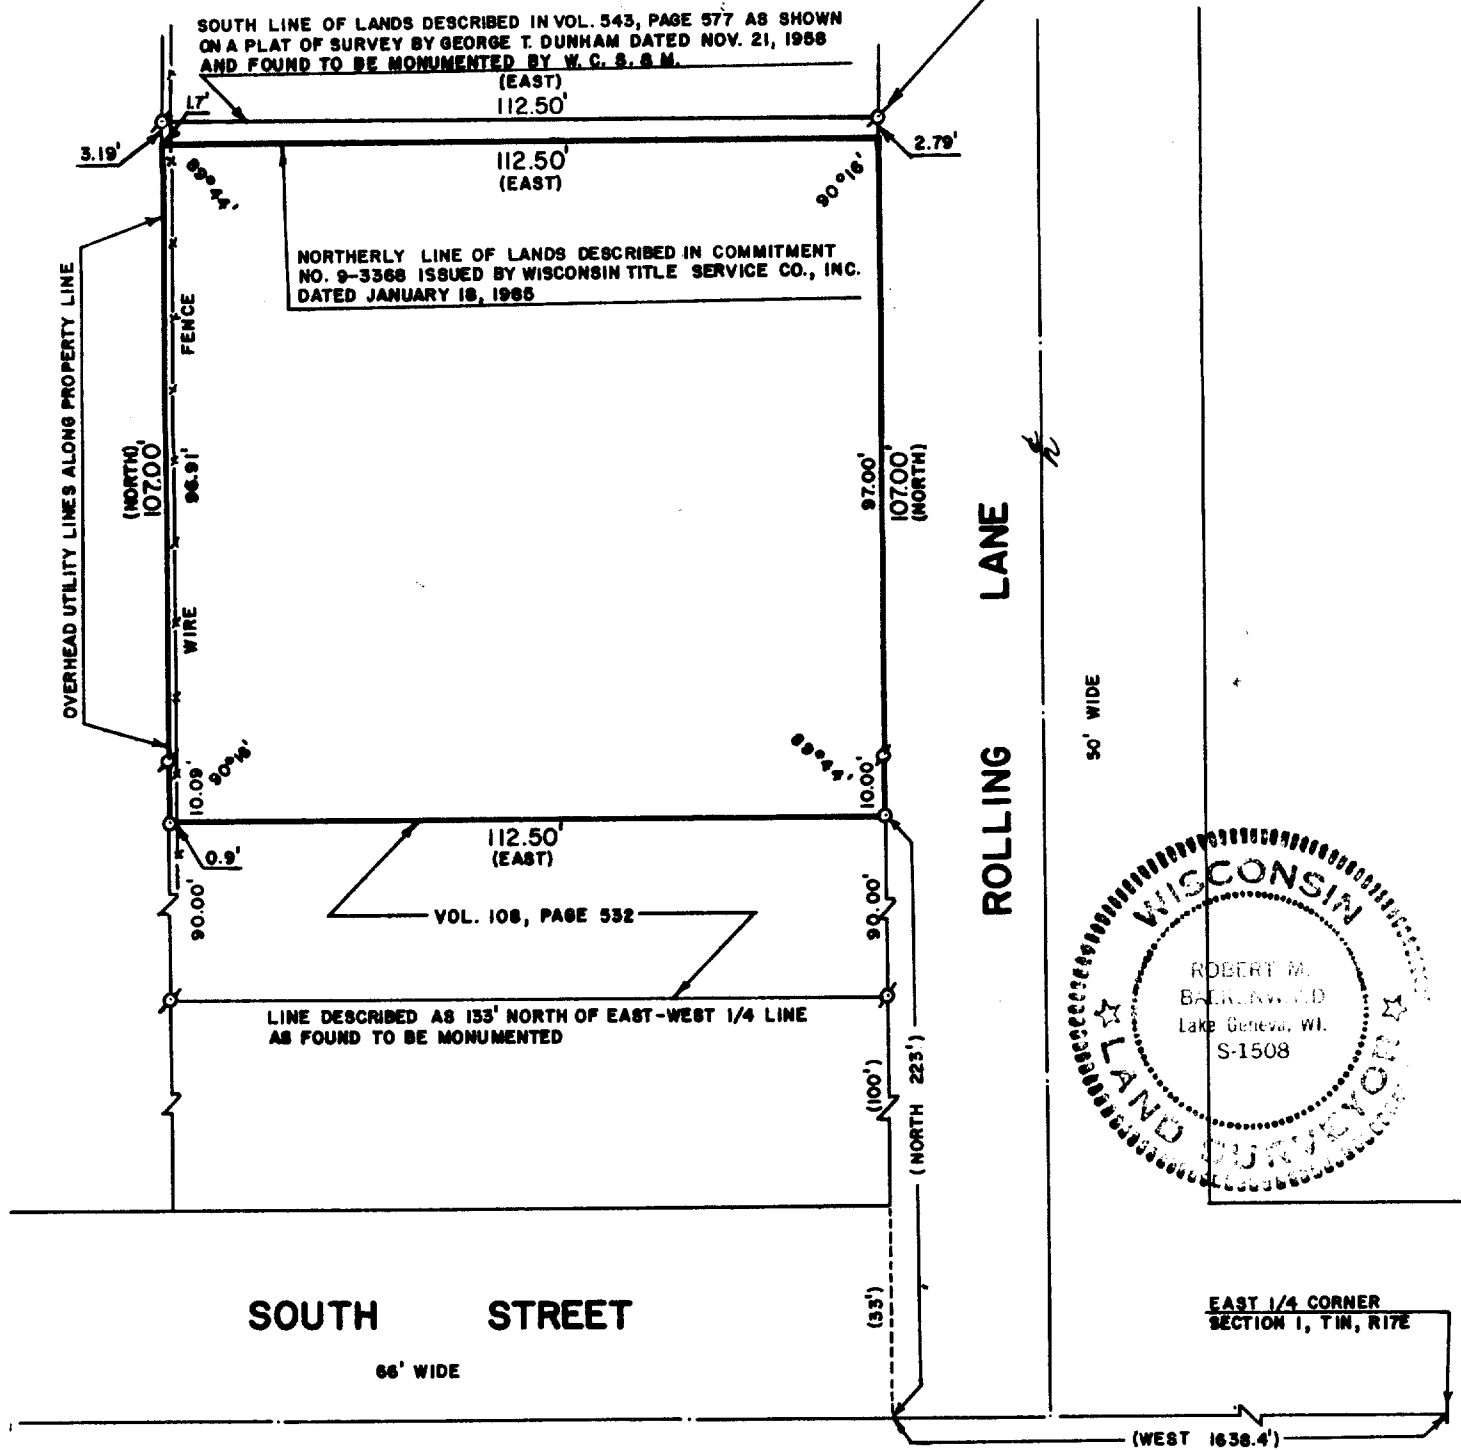 SOUTH LINE OF LANDS DESCRIBED IN VOL. 543, PAGE 577 AS SHOWN
ON A PLAT OF SURVEY BY GEORGE T. DUNHAM DATED NOV. 21, 1958
AND FOUND TO BE MONUMENTED BY W. C. S. & M.
(EAST)
112.50'
1.7'
3.19'
2.79'
112.50'
(EAST)
89°44'
90°16'
NORTHERLY LINE OF LANDS DESCRIBED IN COMMITMENT
NO. 9-3368 ISSUED BY WISCONSIN TITLE SERVICE CO., INC.
DATED JANUARY 18, 1985
OVERHEAD UTILITY LINES ALONG PROPERTY LINE
WIRE FENCE
(NORTH)
107.00'
96.91'
97.00'
107.00'
(NORTH)
ROLLING LANE
50' WIDE
90°16'
89°44'
10.09'
10.00'
112.50'
(EAST)
0.9'
90.00'
90.00'
VOL. 108, PAGE 532
LINE DESCRIBED AS 133' NORTH OF EAST-WEST 1/4 LINE
AS FOUND TO BE MONUMENTED
(100')
(NORTH 223')
(33')
WISCONSIN
ROBERT M.
Lake Geneva, WI.
S-1508
LAND SURVEYOR
SOUTH STREET
66' WIDE
EAST 1/4 CORNER
SECTION 1, T1N, R17E
(WEST 1638.4')